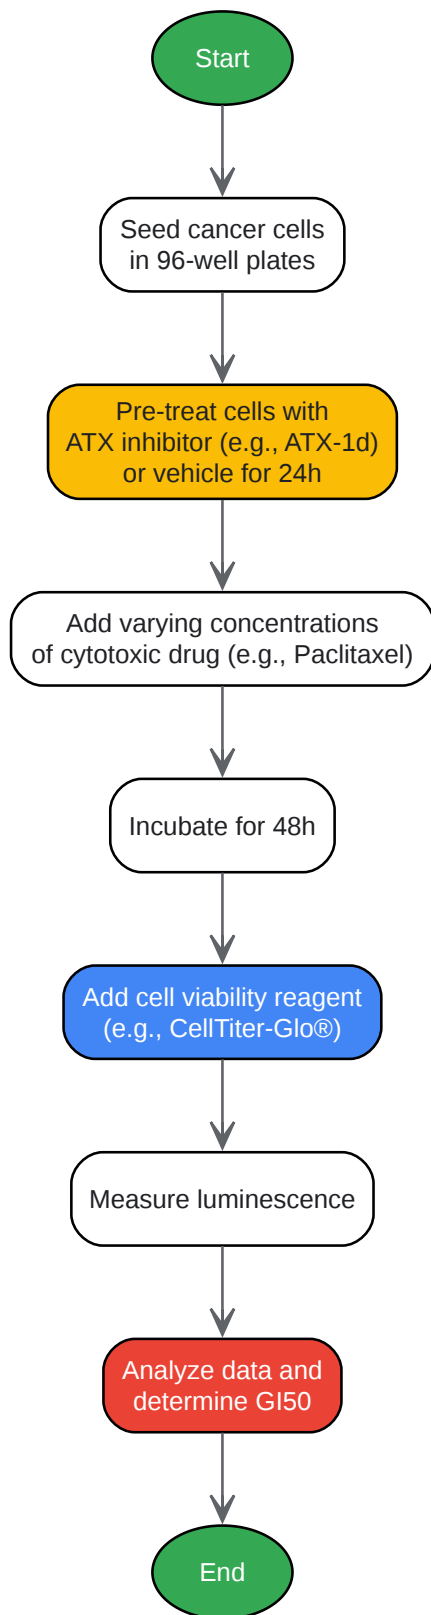 Start
Seed cancer cells
in 96-well plates
Pre-treat cells with
ATX inhibitor (e.g., ATX-1d)
or vehicle for 24h
Add varying concentrations
of cytotoxic drug (e.g., Paclitaxel)
Incubate for 48h
Add cell viability reagent
(e.g., CellTiter-Glo®)
Measure luminescence
Analyze data and
determine GI50
End